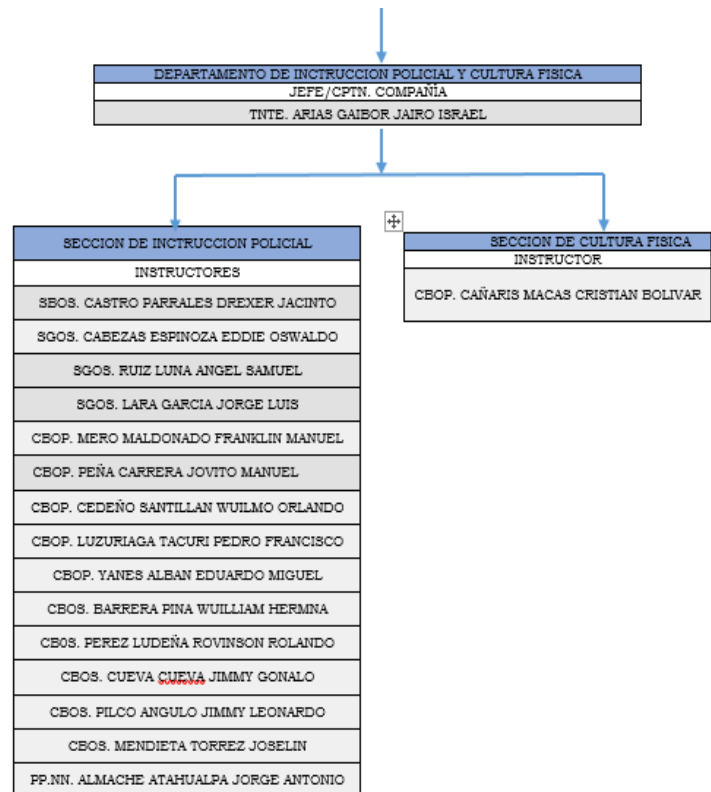 DEPARTAMENTO DE INCTRUCCION POLICIAL Y CULTURA FISICA
JEFE/CPTN. COMPAÑÍA
TNTE. ARIAS GAIBOR JAIRO ISRAEL
SECCION DE INCTRUCCION POLICIAL
INSTRUCTORES
SBOS. CASTRO PARRALES DREXER JACINTO
SGOS. CABEZAS ESPINOZA EDDIE OSWALDO
SGOS. RUIZ LUNA ANGEL SAMUEL
SGOS. LARA GARCIA JORGE LUIS
CBOP. MERO MALDONADO FRANKLIN MANUEL
CBOP. PEÑA CARRERA JOVITO MANUEL
CBOP. CEDEÑO SANTILLAN WUILMO ORLANDO
CBOP. LUZURIAGA TACURI PEDRO FRANCISCO
CBOP. YANES ALBAN EDUARDO MIGUEL
CBOS. BARRERA PINA WUILLIAM HERMNA
CB0S. PEREZ LUDEÑA ROVINSON ROLANDO
CBOS. CUEVA CUEVA JIMMY GONALO
CBOS. PILCO ANGULO JIMMY LEONARDO
CBOS. MENDIETA TORREZ JOSELIN
PP.NN. ALMACHE ATAHUALPA JORGE ANTONIO
SECCION DE CULTURA FISICA
INSTRUCTOR
CBOP. CAÑARIS MACAS CRISTIAN BOLIVAR